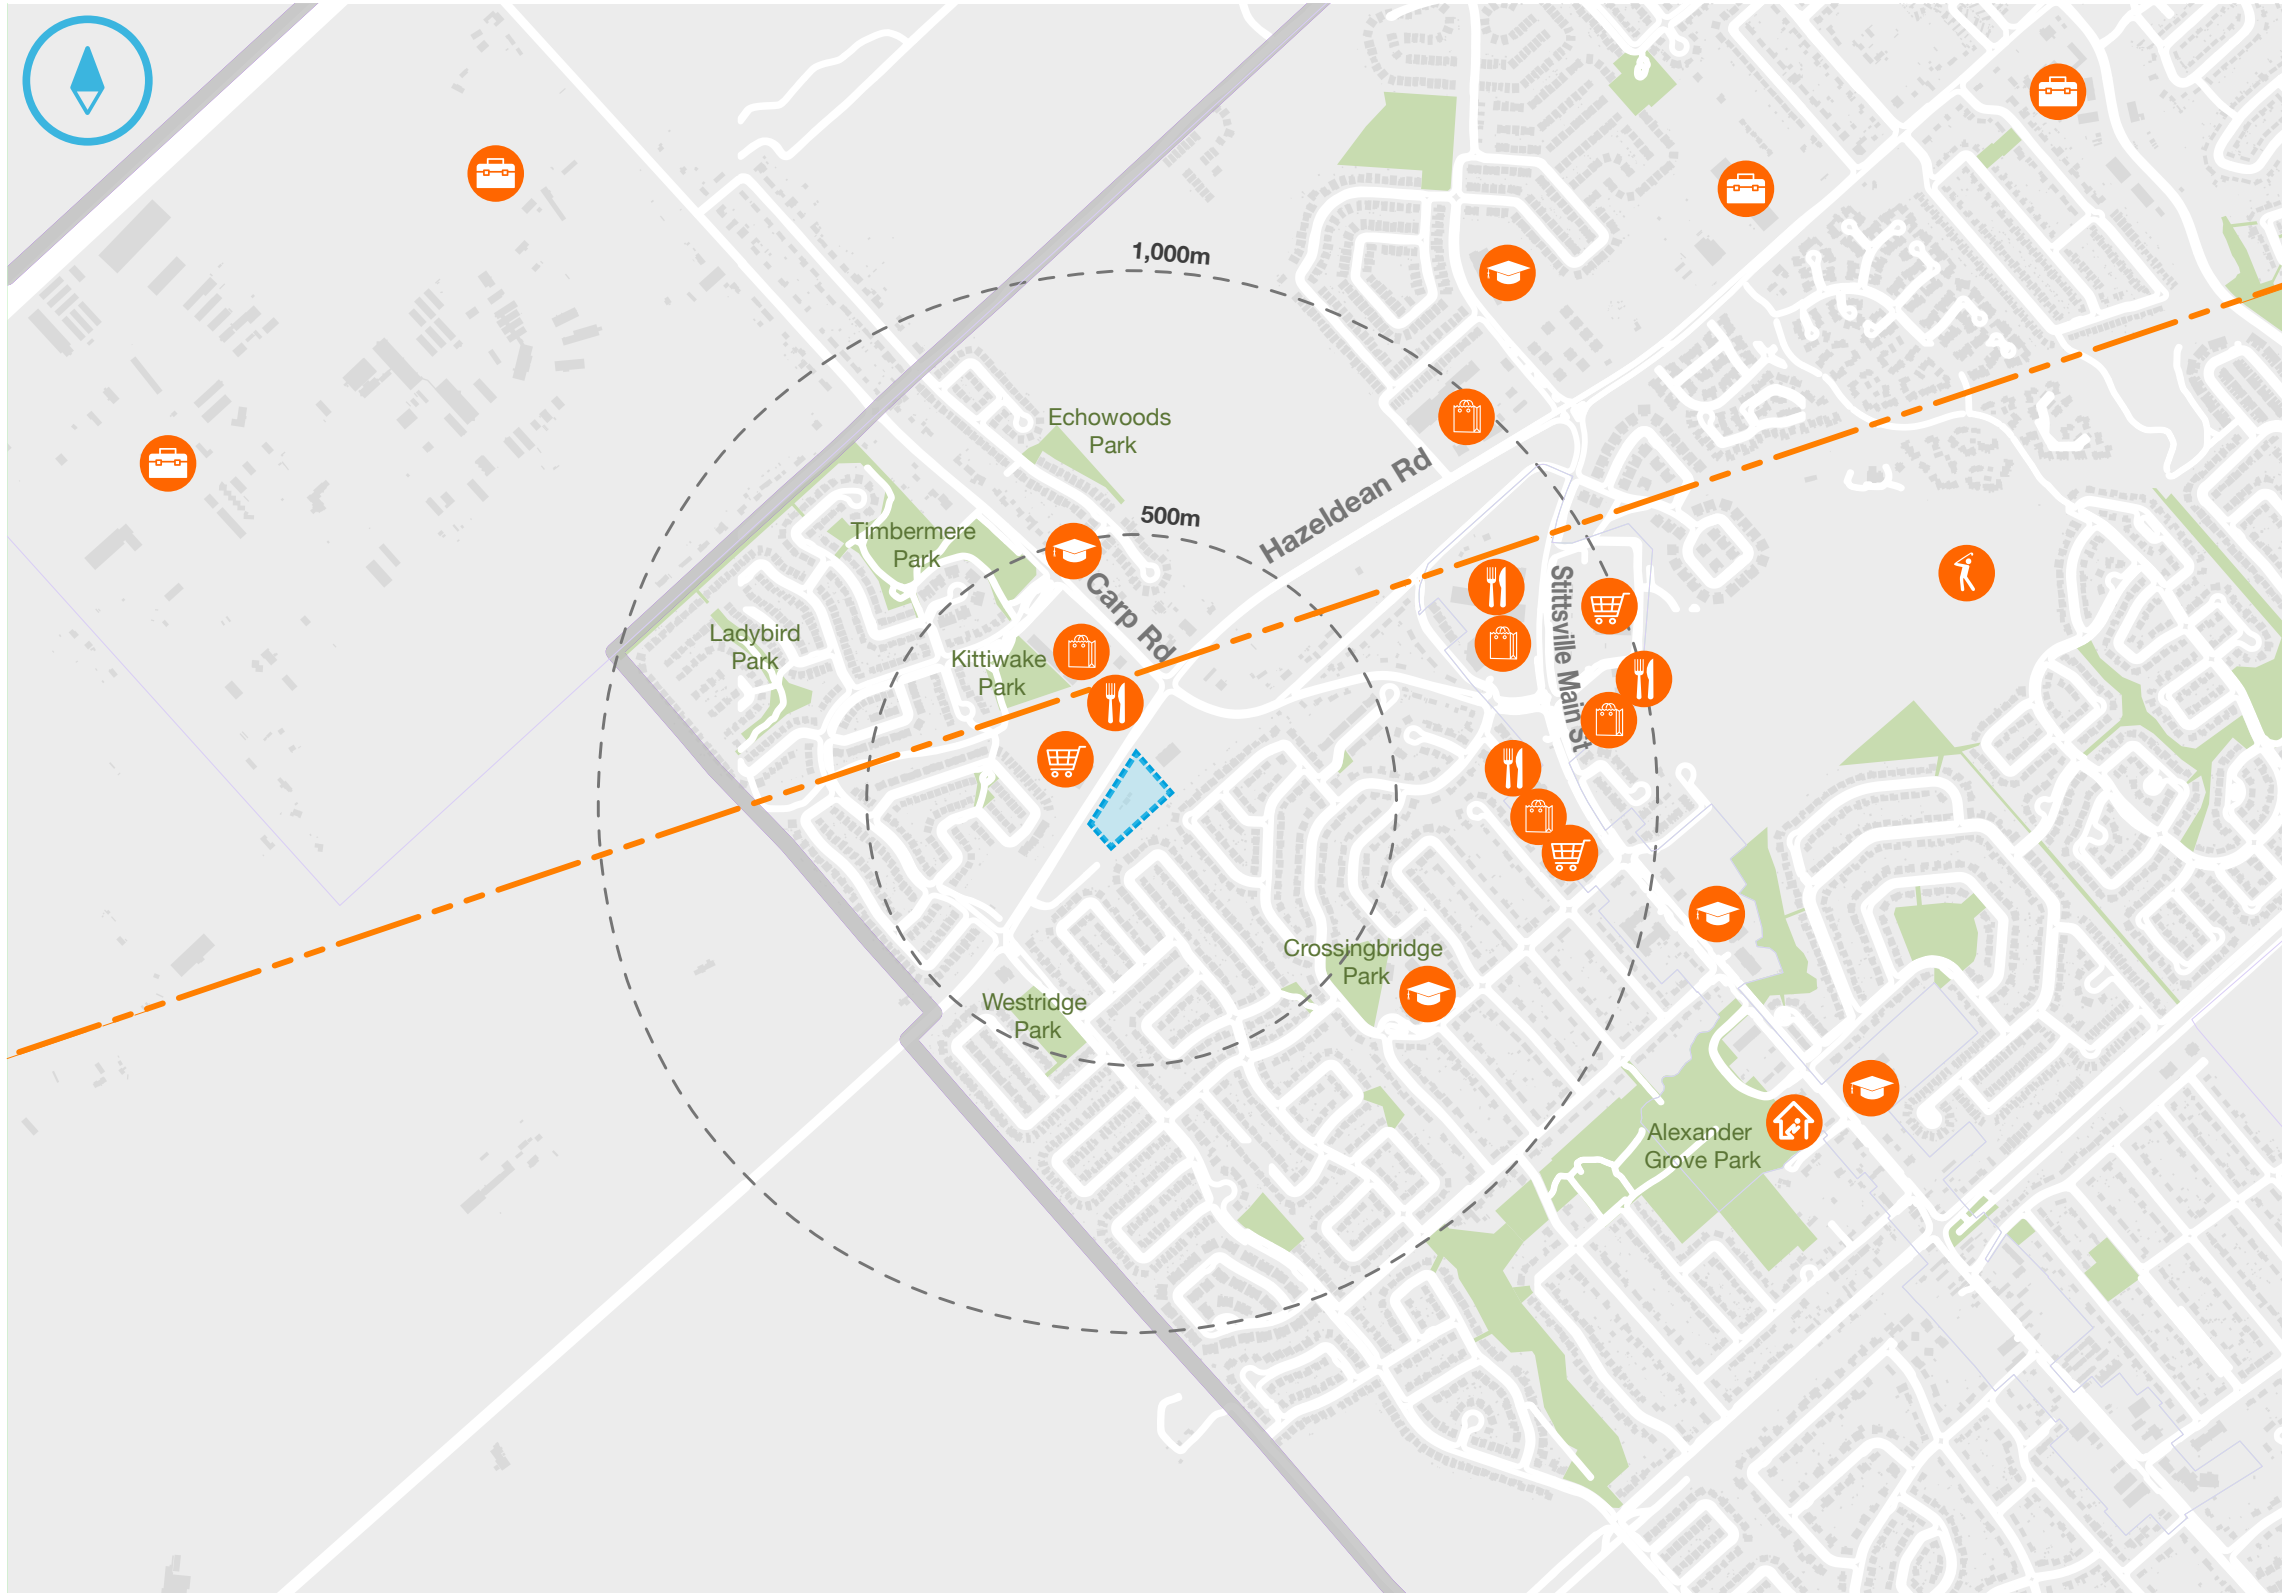 1,000m
Echowoods
Park
Hazeldean Rd
500m
Timbermere
Park
Carp Rd
Stittsville Main St
Ladybird
Park
Kittiwake
Park
Crossingbridge
Park
Westridge
Park
Alexander
Grove Park